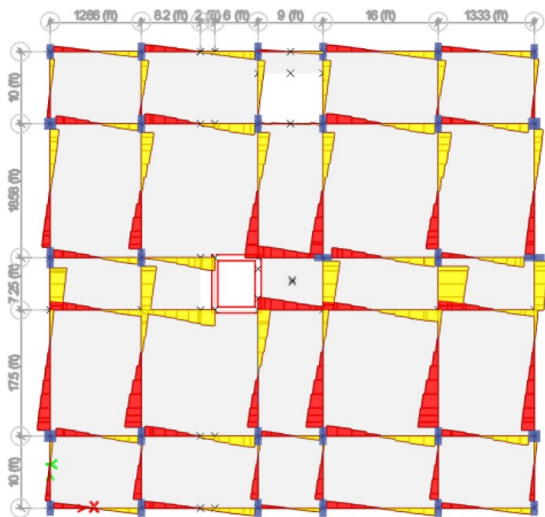 12.66 (ft) 8.2 (ft) 2 (ft) 6 (ft) 9 (ft) 16 (ft) 13.33 (ft)
10 (ft)
18.58 (ft)
7.25 (ft)
17.5 (ft)
10 (ft)
X